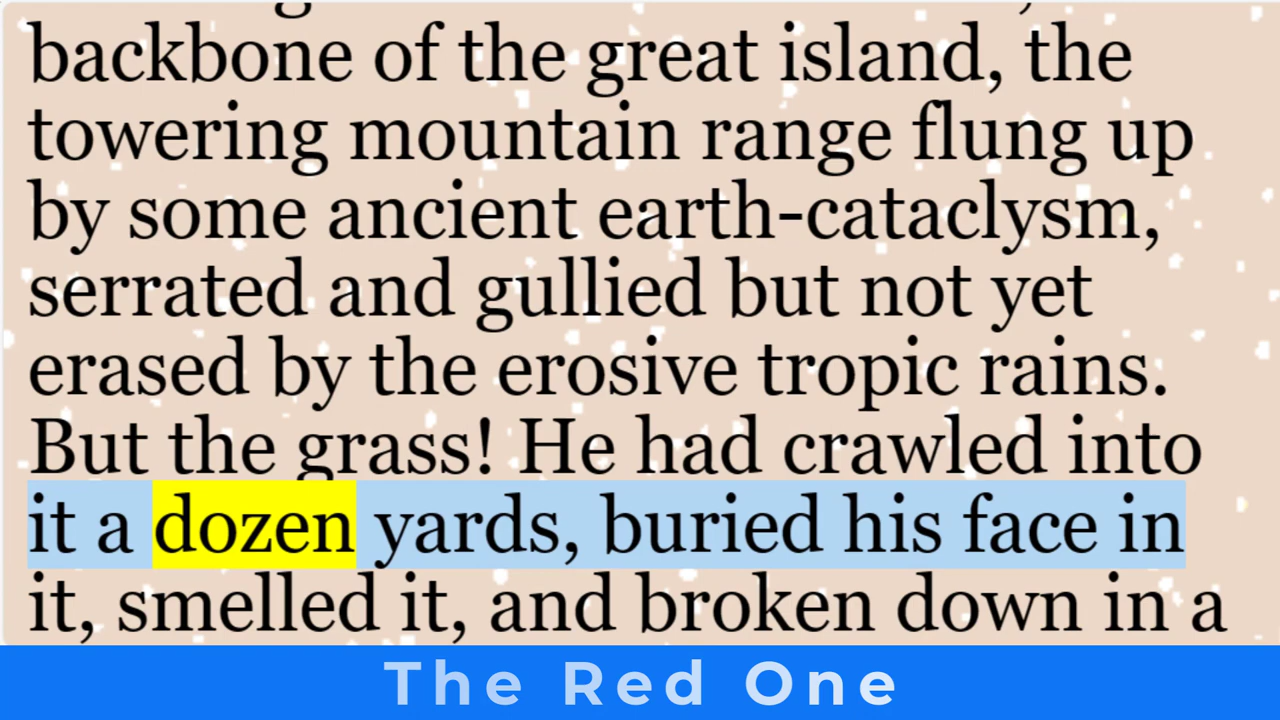 backbone of the great island, the
towering mountain range flung up
by some ancient earth-cataclysm,
serrated and gullied but not yet
erased by the erosive tropic rains.
But the grass! He had crawled into
it a dozen yards, buried his face in
it, smelled it, and broken down in a
The Red One